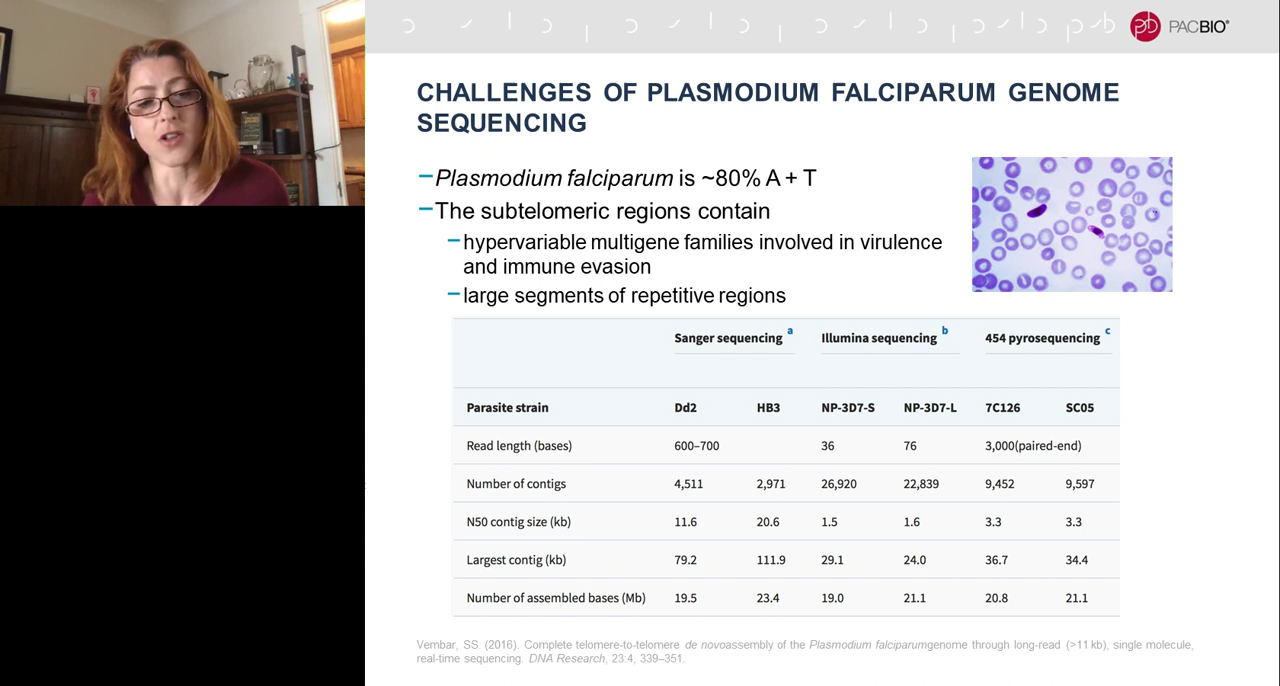 PACBIO®
CHALLENGES OF PLASMODIUM FALCIPARUM GENOME
SEQUENCING
–Plasmodium falciparum is ~80% A + T
–The subtelomeric regions contain
–hypervariable multigene families involved in virulence
and immune evasion
–large segments of repetitive regions
Sanger sequencing a Illumina sequencing b 454 pyrosequencing c
Parasite strain Dd2 HB3 NP-3D7-S NP-3D7-L 7C126 SC05
Read length (bases) 600–700 36 76 3,000(paired-end)
Number of contigs 4,511 2,971 26,920 22,839 9,452 9,597
N50 contig size (kb) 11.6 20.6 1.5 1.6 3.3 3.3
Largest contig (kb) 79.2 111.9 29.1 24.0 36.7 34.4
Number of assembled bases (Mb) 19.5 23.4 19.0 21.1 20.8 21.1
Vembar, SS. (2016). Complete telomere-to-telomere de novoassembly of the Plasmodium falciparumgenome through long-read (>11 kb), single molecule,
real-time sequencing. DNA Research, 23:4, 339–351.